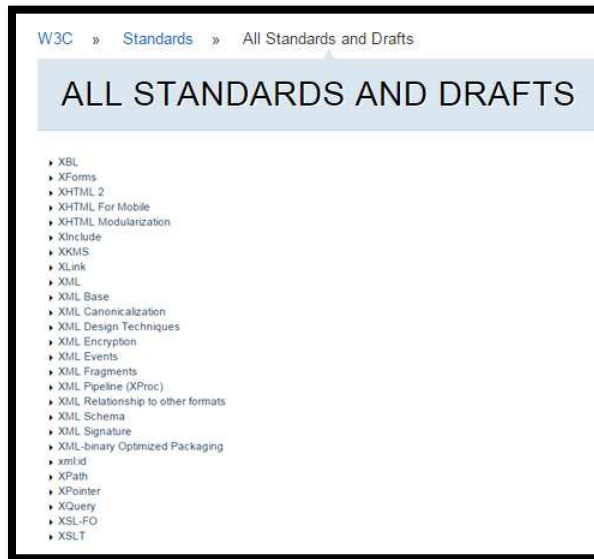 W3C » Standards » All Standards and Drafts
ALL STANDARDS AND DRAFTS
XBL
XForms
XHTML 2
XHTML For Mobile
XHTML Modularization
XInclude
XKMS
XLink
XML
XML Base
XML Canonicalization
XML Design Techniques
XML Encryption
XML Events
XML Fragments
XML Pipeline (XProc)
XML Relationship to other formats
XML Schema
XML Signature
XML-binary Optimized Packaging
xml:id
XPath
XPointer
XQuery
XSL-FO
XSLT